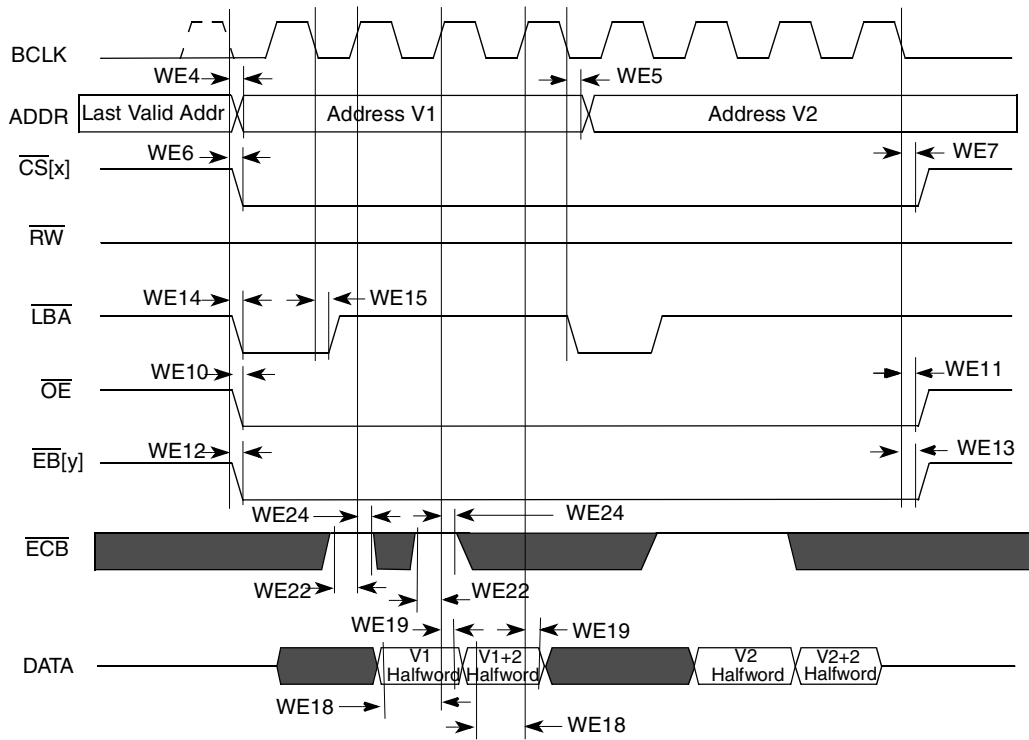 BCLK
WE4
WE5
ADDR
Last Valid Addr
Address V1
Address V2
WE6
WE7
CS[x]
RW
WE14
WE15
LBA
WE10
WE11
OE
WE12
WE13
EB[y]
WE24
WE24
ECB
WE22
WE22
WE19
WE19
DATA
V1
Halfword
V1+2
Halfword
V2
Halfword
V2+2
Halfword
WE18
WE18